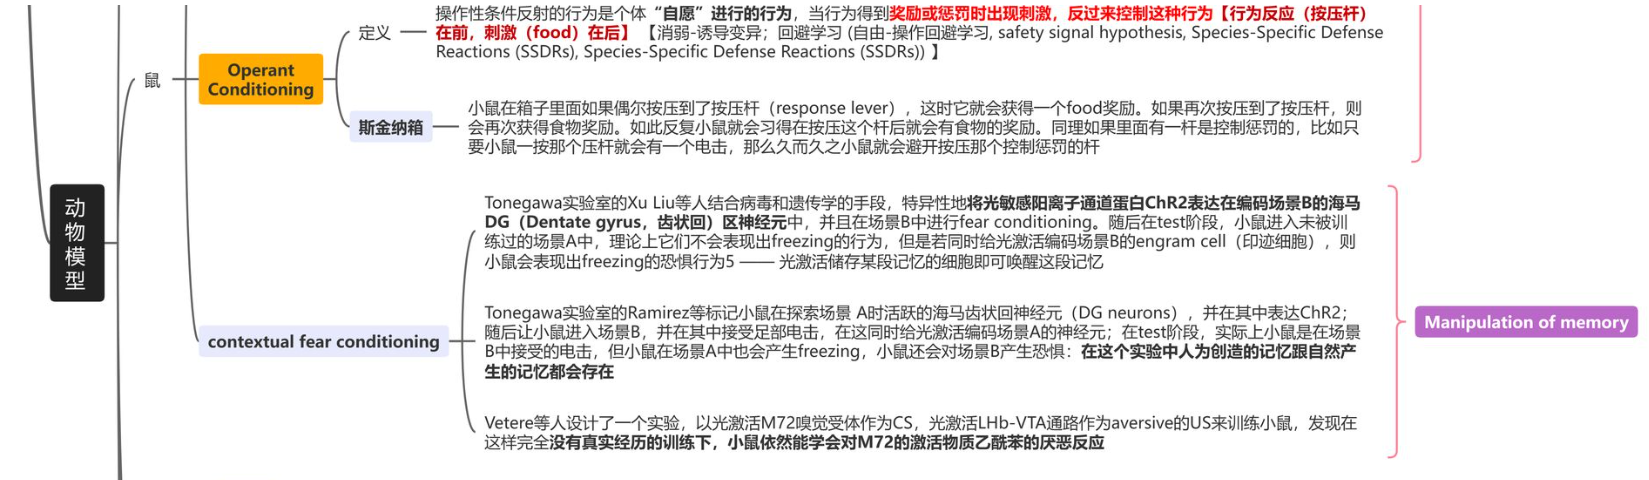 操作性条件反射的行为是个体“自愿”进行的行为，当行为得到奖励或惩罚时出现刺激，反过来控制这种行为【行为反应（按压杆）
在前，刺激（food）在后】【消弱-诱导变异；回避学习 (自由-操作回避学习, safety signal hypothesis, Species-Specific Defense
Reactions (SSDRs), Species-Specific Defense Reactions (SSDRs)) 】
定义
Operant
Conditioning
鼠
斯金纳箱
小鼠在箱子里面如果偶尔按压到了按压杆（response lever），这时它就会获得一个food奖励。如果再次按压到了按压杆，则
会再次获得食物奖励。如此反复小鼠就会习得在按压这个杆后就会有食物的奖励。同理如果里面有一杆是控制惩罚的，比如只
要小鼠一按那个压杆就会有一个电击，那么久而久之小鼠就会避开按压那个控制惩罚的杆
动
物
模
型
contextual fear conditioning
Tonegawa实验室的Xu Liu等人结合病毒和遗传学的手段，特异性地将光敏感阳离子通道蛋白ChR2表达在编码场景B的海马
DG（Dentate gyrus，齿状回）区神经元中，并且在场景B中进行fear conditioning。随后在test阶段，小鼠进入未被训
练过的场景A中，理论上它们不会表现出freezing的行为，但是若同时给光激活编码场景B的engram cell（印迹细胞），则
小鼠会表现出freezing的恐惧行为5 —— 光激活储存某段记忆的细胞即可唤醒这段记忆
Tonegawa实验室的Ramirez等标记小鼠在探索场景 A时活跃的海马齿状回神经元（DG neurons），并在其中表达ChR2；
随后让小鼠进入场景B，并在其中接受足部电击，在这同时给光激活编码场景A的神经元；在test阶段，实际上小鼠是在场景
B中接受的电击，但小鼠在场景A中也会产生freezing，小鼠还会对场景B产生恐惧：在这个实验中人为创造的记忆跟自然产
生的记忆都会存在
Vetere等人设计了一个实验，以光激活M72嗅觉受体作为CS，光激活LHb-VTA通路作为aversive的US来训练小鼠，发现在
这样完全没有真实经历的训练下，小鼠依然能学会对M72的激活物质乙酰苯的厌恶反应
Manipulation of memory